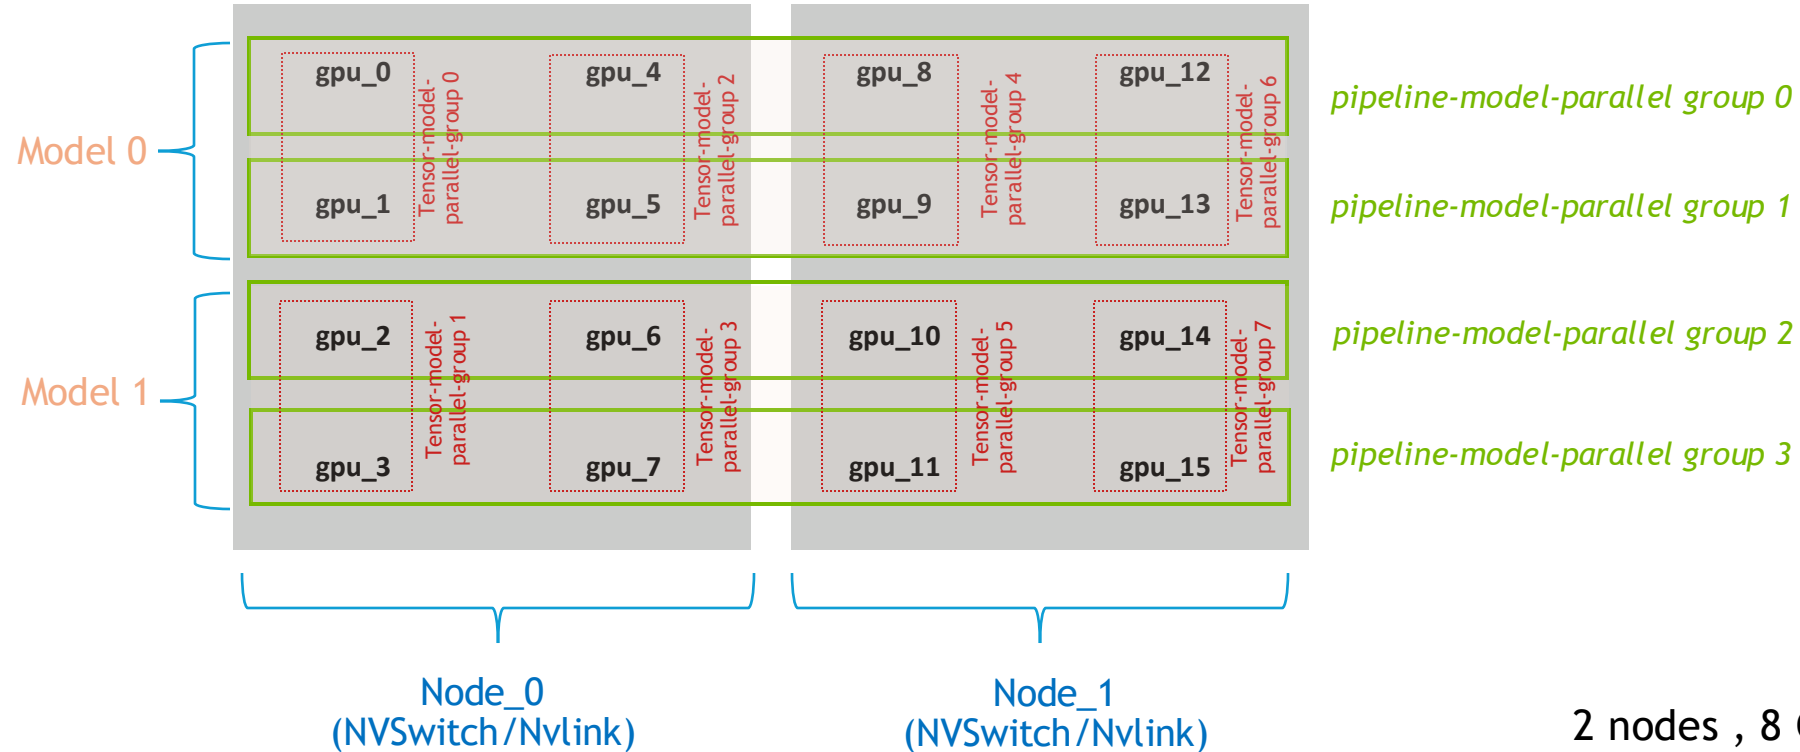 gpu_0
gpu_4
gpu_8
gpu_12
Tensor-model-
parallel-group 0
Tensor-model-
parallel-group 2
Tensor-model-
parallel-group 4
Tensor-model-
parallel-group 6
pipeline-model-parallel group 0
Model 0
gpu_1
gpu_5
gpu_9
gpu_13
pipeline-model-parallel group 1
gpu_2
gpu_6
gpu_10
gpu_14
Tensor-model-
parallel-group 1
Tensor-model-
parallel-group 3
Tensor-model-
parallel-group 5
Tensor-model-
parallel-group 7
pipeline-model-parallel group 2
Model 1
gpu_3
gpu_7
gpu_11
gpu_15
pipeline-model-parallel group 3
Node_0
(NVSwitch/Nvlink)
Node_1
(NVSwitch/Nvlink)
2 nodes , 8